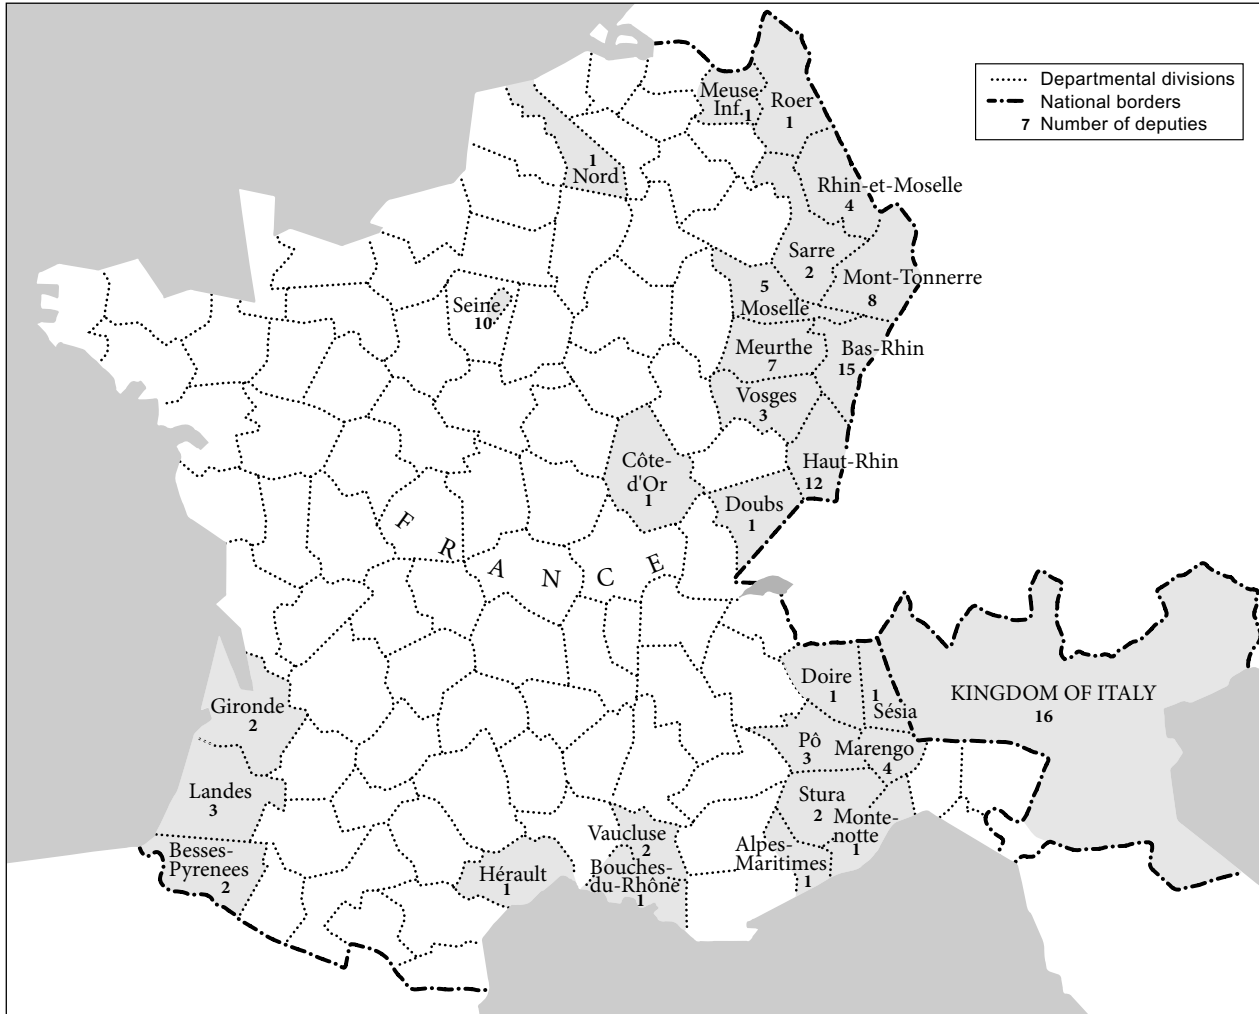 Departmental divisions
National borders
7 Number of deputies
Meuse
Inf.1
Roer
1
1
Nord
Rhin-et-Moselle
4
Sarre
2
Mont-Tonnerre
8
5
Moselle
Seine
10
Meurthe
7
Bas-Rhin
15
Vosges
3
Côte-
d'Or
1
Haut-Rhin
12
Doubs
1
FRANCE
Doire
1
1
Sésia
KINGDOM OF ITALY
16
Gironde
2
Pô
3
Marengo
4
Landes
3
Stura
2
Monte-
notte
1
Vaucluse
2
Alpes-
Maritimes
1
Besses-
Pyrenees
2
Hérault
1
Bouches-
du-Rhône
1